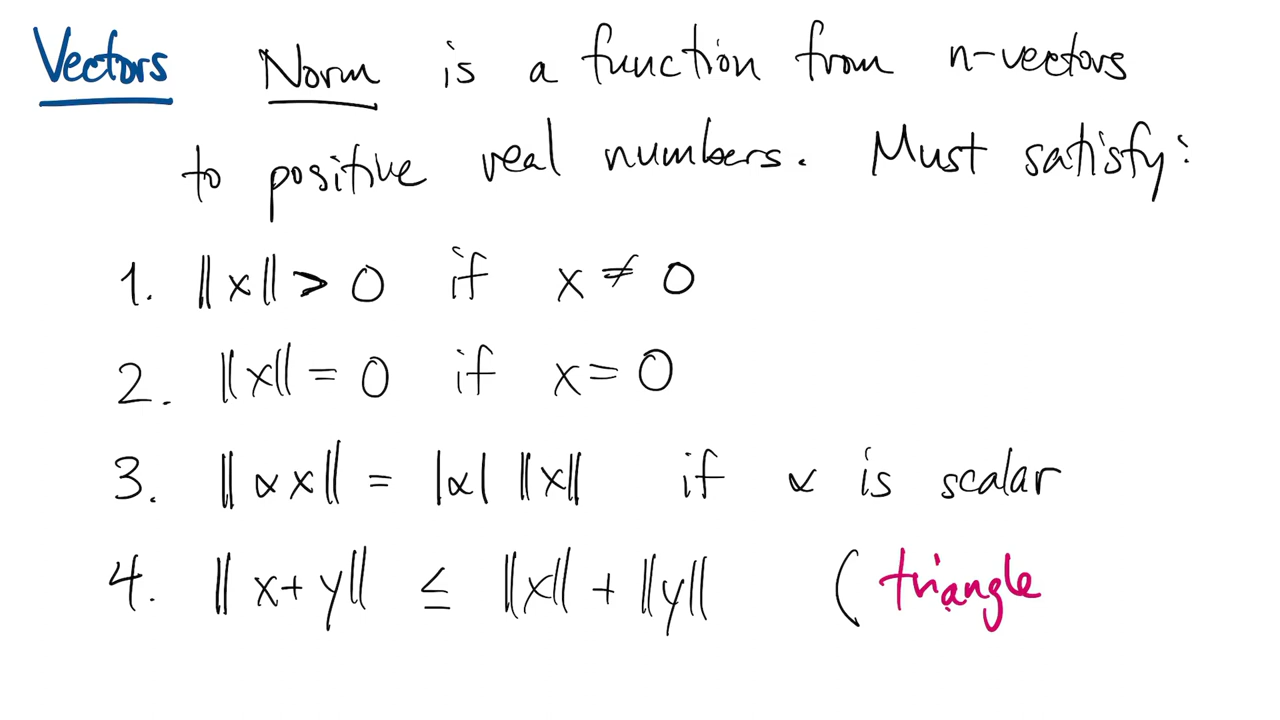 Vectors Norm is a function from n-vectors
to positive real numbers. Must satisfy:
1. ||x|| > 0 if x ≠ 0
2. ||x|| = 0 if x = 0
3. ||αx|| = |α| ||x|| if α is scalar
4. ||x+y|| ≤ ||x|| + ||y|| (triangle